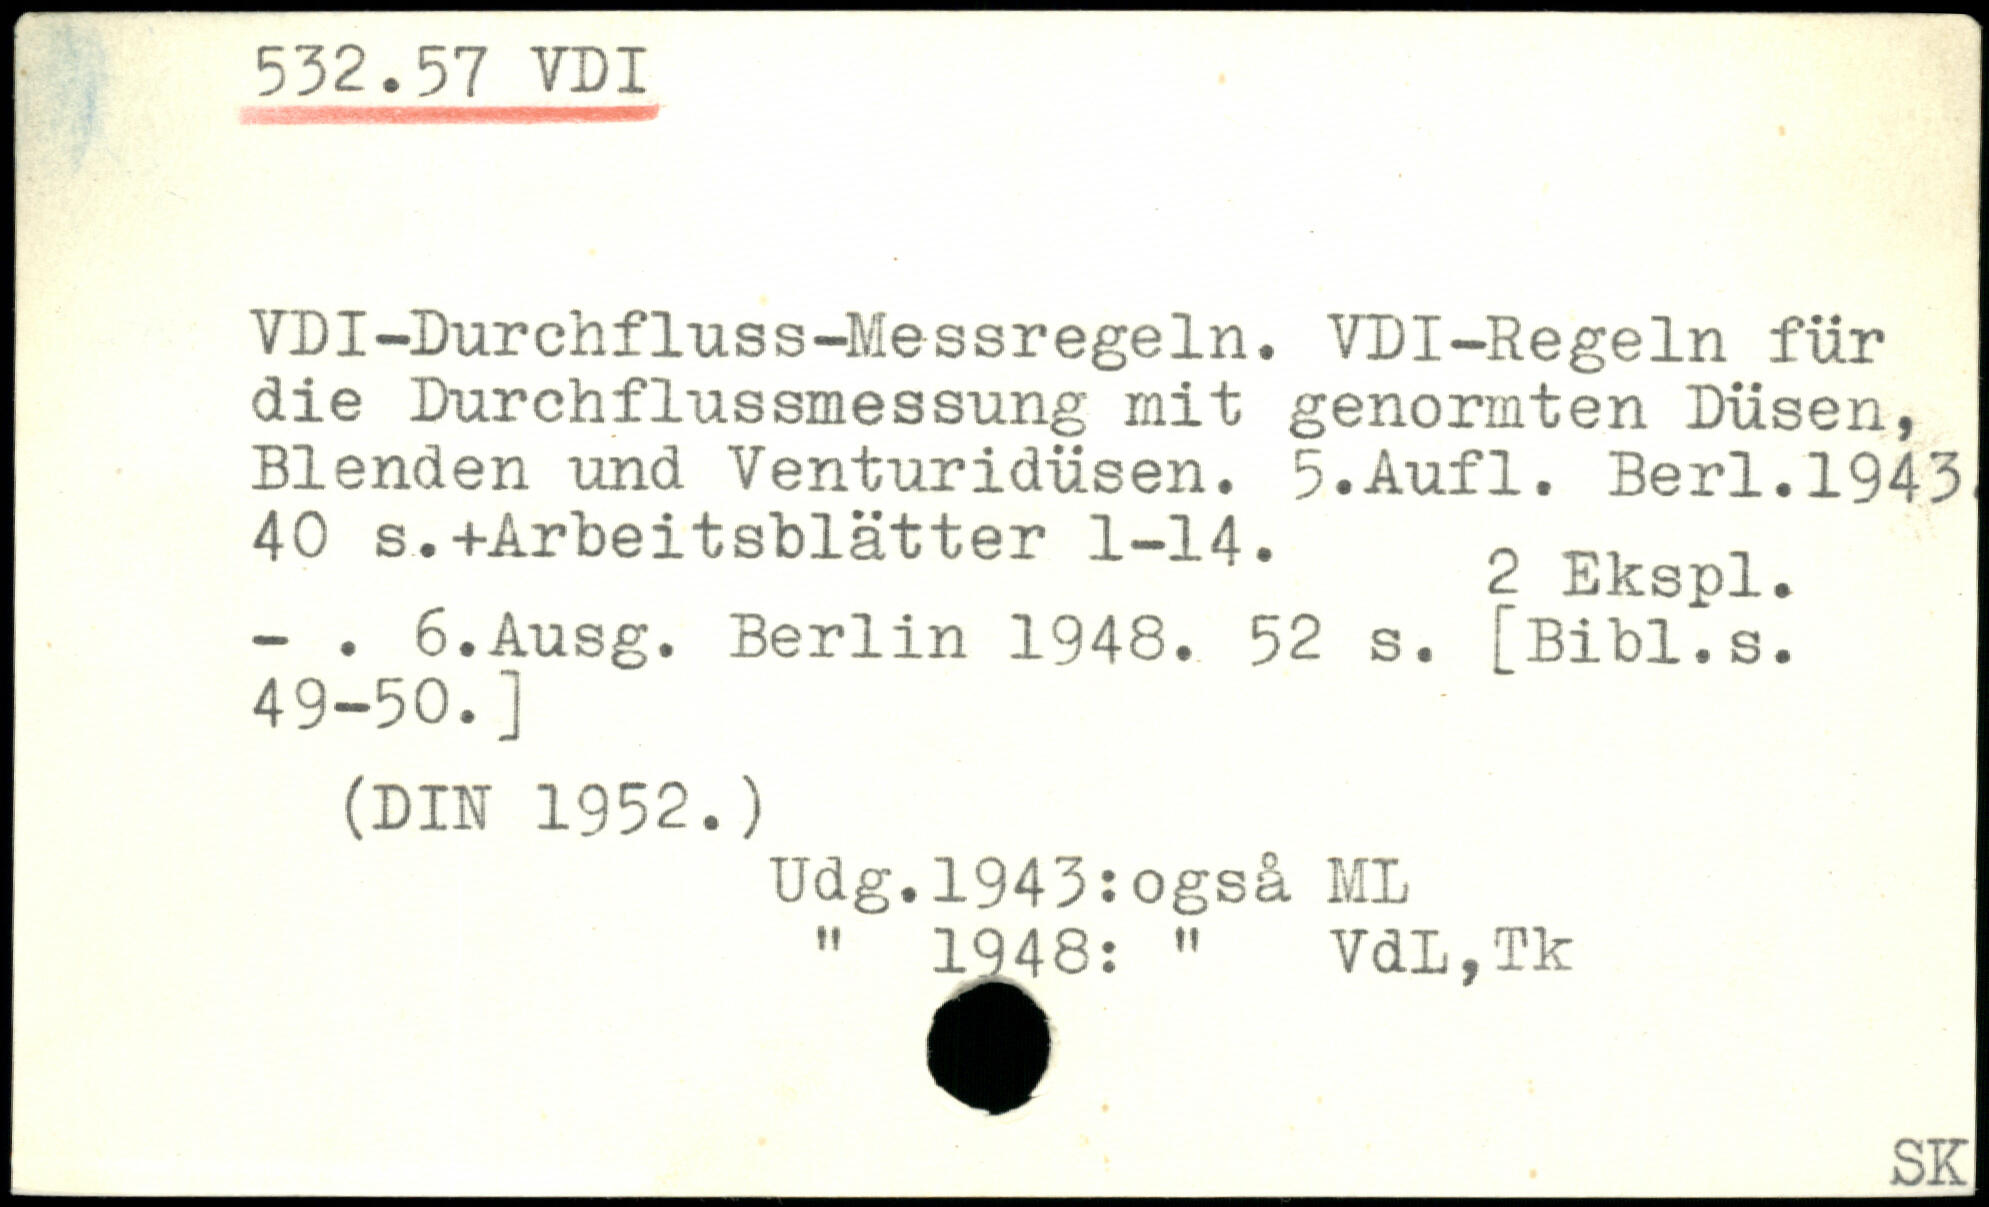 532.57 VDI
VDI-Durchfluss-Messregeln. VDI-Regeln für
die Durchflussmessung mit genormten Düsen,
Blenden und Venturidüsen. 5.Aufl. Berl.1943.
40 s.+Arbeitsblätter 1-14.
2 Ekspl.
- . 6.Ausg. Berlin 1948. 52 s. [Bibl.s.
49-50.]
(DIN 1952.)
Udg.1943:også ML
" 1948: " VdL,Tk
SK